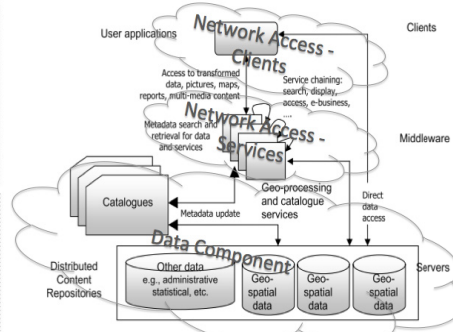 User applications
Network Access -
Clients
Clients
Access to transformed
data, pictures, maps,
reports, multi-media content
Service chaining:
search, display,
access, e-business,
....
Network Access -
Services
Metadata search and
retrieval for data
and services
Middleware
Catalogues
Geo-processing
and catalogue
services
Metadata update
Direct
data
access
Data Component
Servers
Distributed
Content
Repositories
Other data
e.g., administrative
statistical, etc.
Geo-
spatial
data
Geo-
spatial
data
Geo-
spatial
data